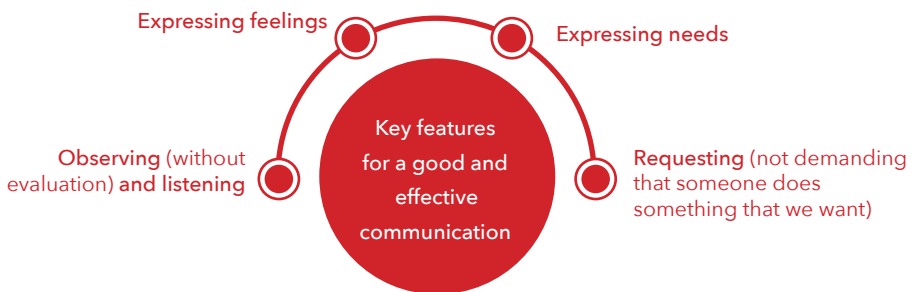 Expressing feelings
Expressing needs
Key features
for a good and
effective
communication
Observing (without
evaluation) and listening
Requesting (not demanding
that someone does
something that we want)